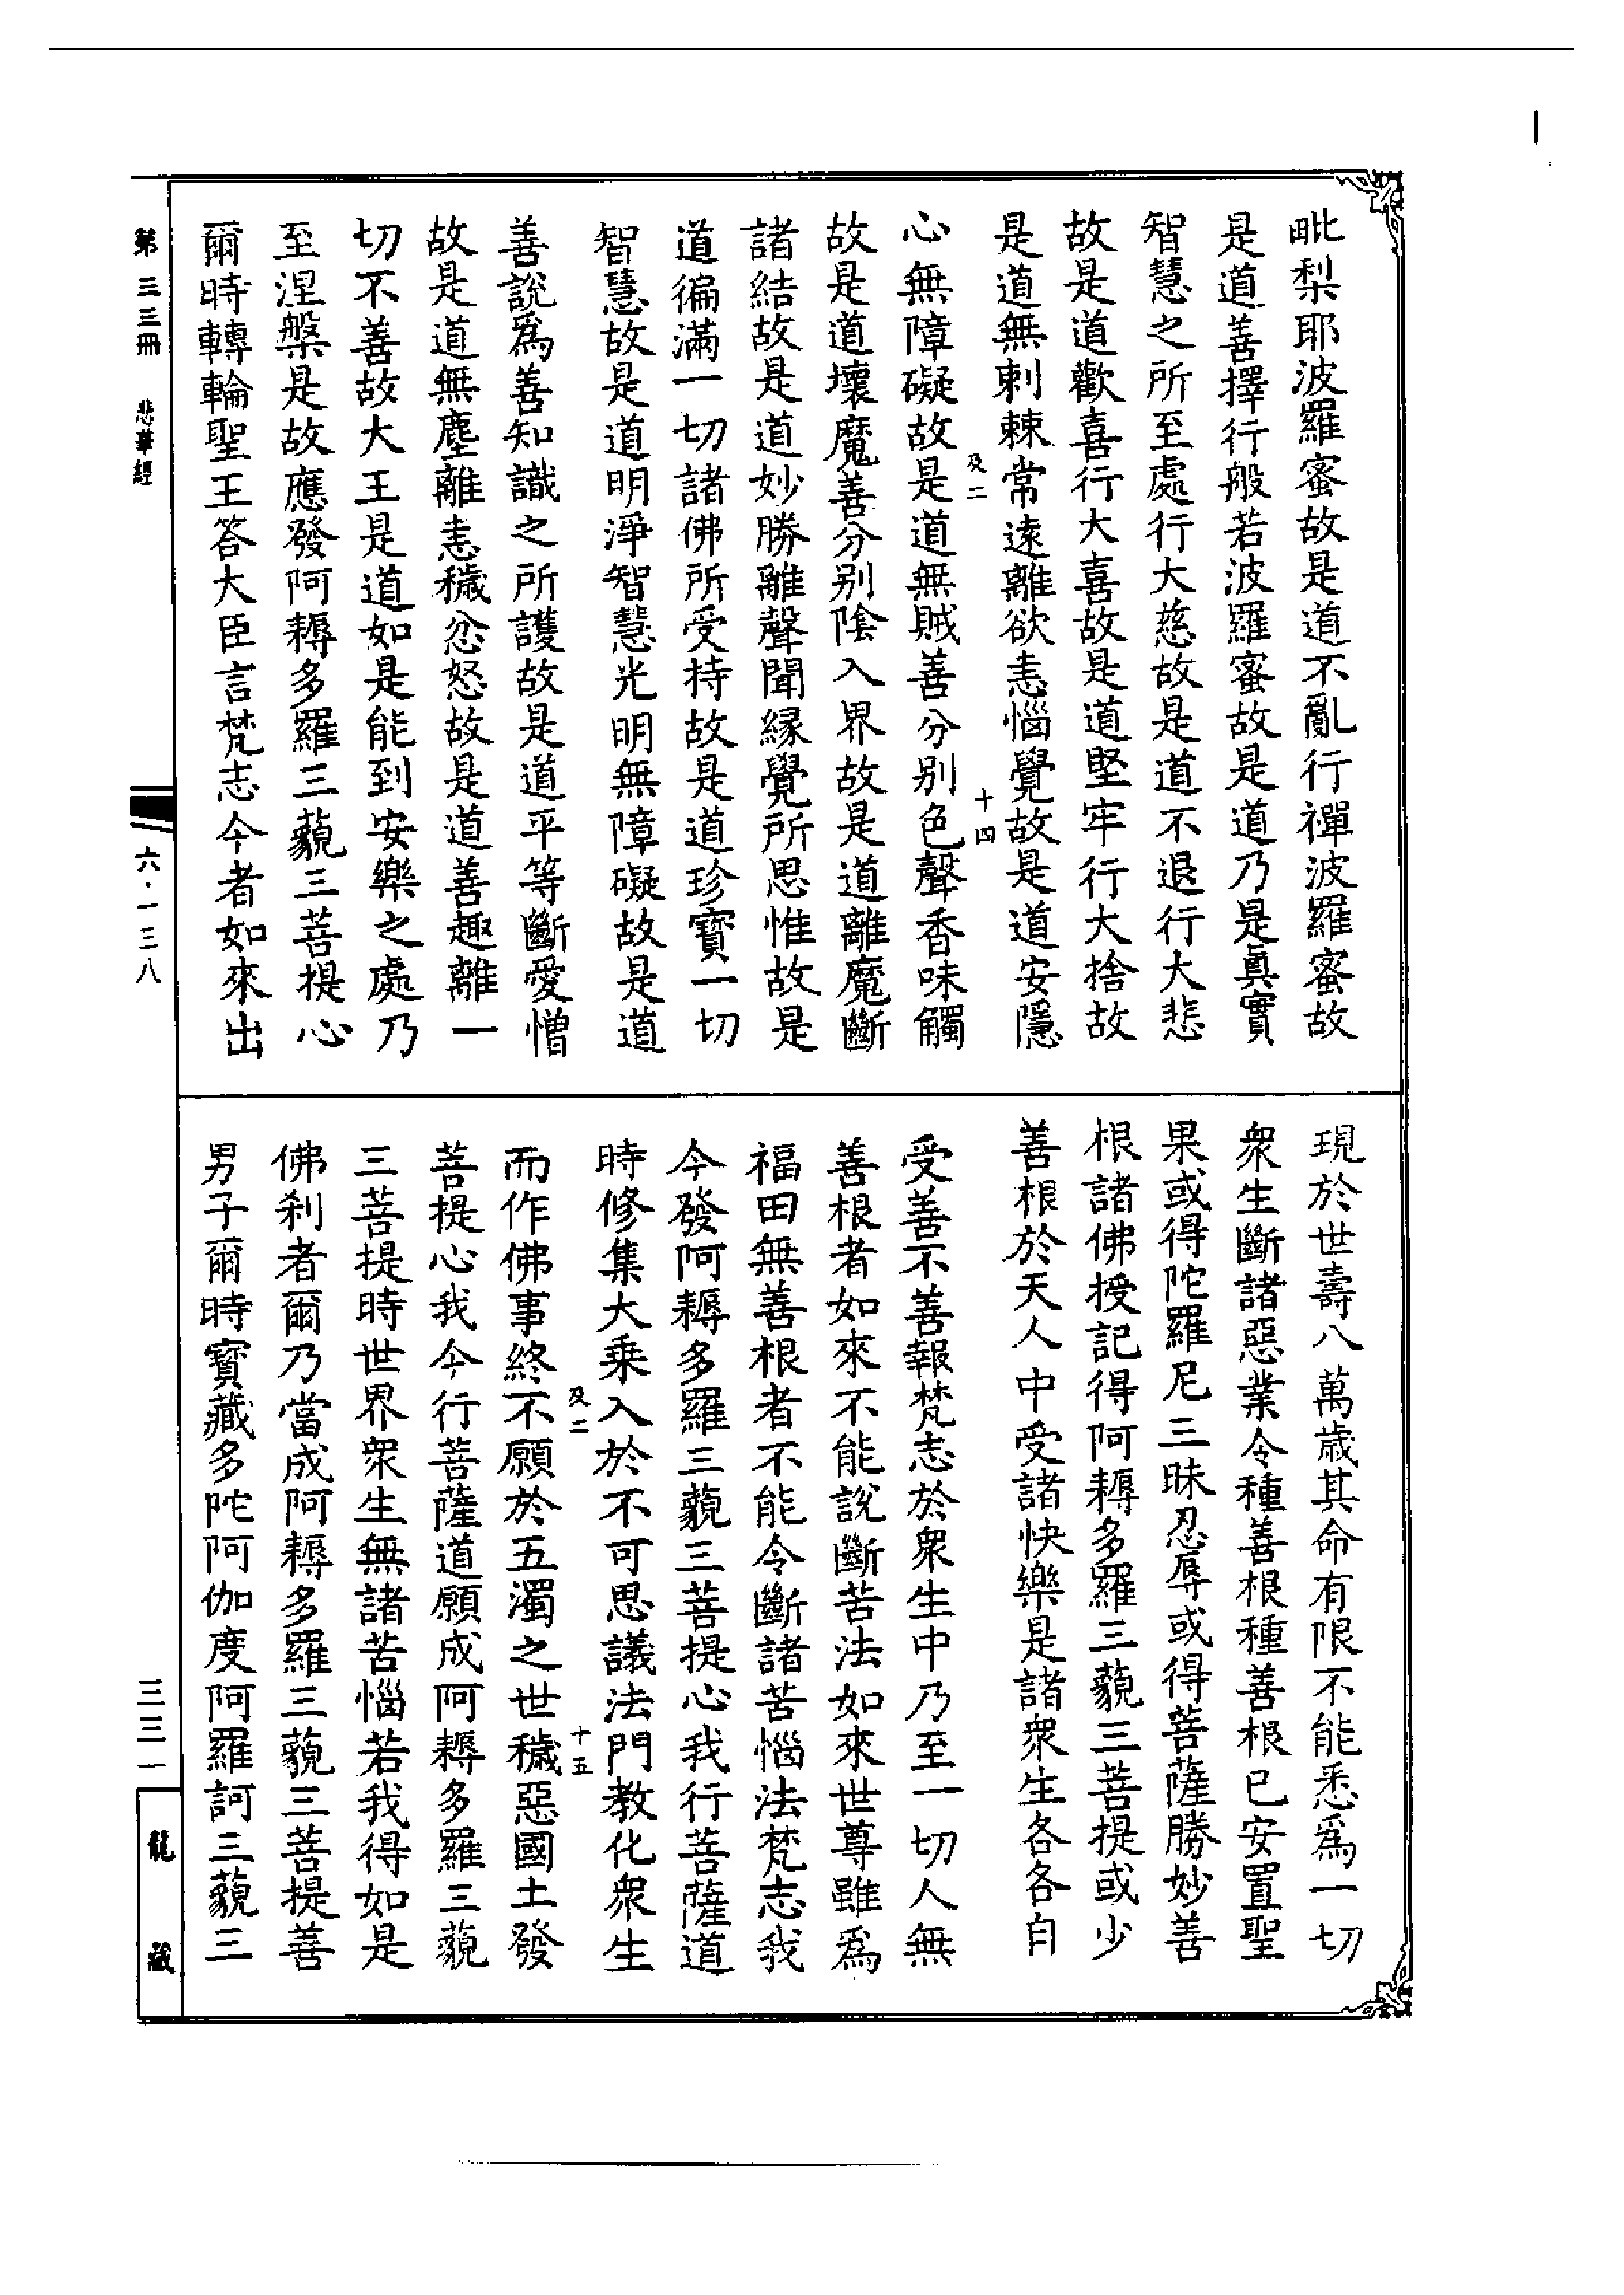 毗梨耶波羅蜜故是道不亂行禪波羅蜜故
是道善擇行般若波羅蜜故是道乃是眞實
智慧之所至處行大慈故是道不退行大悲
故是道歡喜行大喜故是道堅牢行大捨故
是道無刺棘常遠離欲恚惱覺故是道安隱
及二
十四
心無障礙故是道無賊善分別色聲香味觸
故是道壞魔善分別陰入界故是道離魔斷
諸結故是道妙勝離聲聞緣覺所思惟故是
道徧滿一切諸佛所受持故是道珍寶一切
智慧故是道明淨智慧光明無障礙故是道
善說爲善知識之所護故是道平等斷愛憎
故是道無塵離恚穢忿怒故是道善趣離一
切不善故大王是道如是能到安樂之處乃
至涅槃是故應發阿耨多羅三藐三菩提心
爾時轉輪聖王答大臣言梵志今者如來出
現於世壽八萬歲其命有限不能悉爲一切
衆生斷諸惡業令種善根種善根已安置聖
果或得陀羅尼三昧忍辱或得菩薩勝妙善
根諸佛授記得阿耨多羅三藐三菩提或少
善根於天人中受諸快樂是諸衆生各各自
受善不善報梵志於衆生中乃至一切人無
善根者如來不能說斷苦法如來世尊雖爲
福田無善根者不能令斷諸苦惱法梵志我
今發阿耨多羅三藐三菩提心我行菩薩道
時修集大乘入於不可思議法門教化衆生
及二
十五
而作佛事終不願於五濁之世穢惡國土發
菩提心我今行菩薩道願成阿耨多羅三藐
三菩提時世界衆生無諸苦惱若我得如是
佛刹者爾乃當成阿耨多羅三藐三菩提善
男子爾時寶藏多陀阿伽度阿羅訶三藐三
第三三冊 悲華經
六·一三八
三三一
龍藏